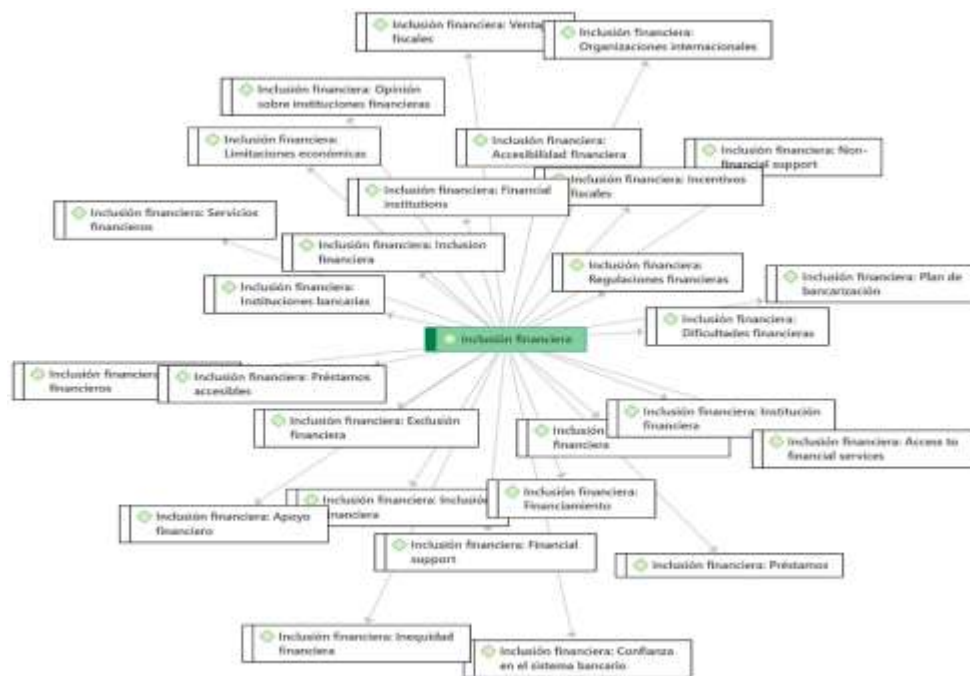 Inclusión financiera: Venta
fiscales
Inclusión financiera:
Organizaciones internacionales
Inclusión financiera: Opinión
sobre instituciones financieras
Inclusión financiera:
Limitaciones económicas
Inclusión financiera:
Accesibilidad financiera
Inclusión financiera: Non-
financial support
Inclusión financiera: Financial
institutions
Inclusión financiera: Incentivos
fiscales
Inclusión financiera: Servicios
financieros
Inclusión financiera: Inclusion
financiera
Inclusión financiera:
Regulaciones financieras
Inclusión financiera:
Instituciones bancarias
Inclusión financiera: Plan de
bancarización
Inclusión financiera:
Dificultades financieras
Inclusión financiera
Inclusión financiera
financieros
Inclusión financiera: Préstamos
accesibles
Inclusión financiera: Exclusión
financiera
Inclusión
financiera
Inclusión financiera: Institución
financiera
Inclusión financiera: Access to
financial services
Inclusión financiera: Apoyo
financiero
Inclusión financiera: Inclusión
financiera
Inclusión financiera:
Financiamiento
Inclusión financiera: Financial
support
Inclusión financiera: Préstamos
Inclusión financiera: Inequidad
financiera
Inclusión financiera: Confianza
en el sistema bancario